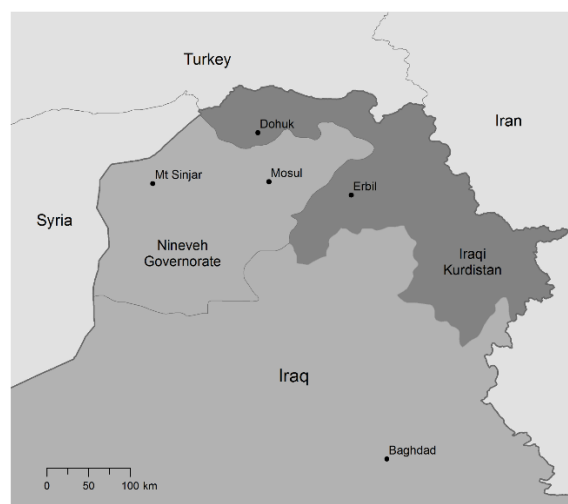 Turkey
Iran
Dohuk
Mt Sinjar
Mosul
Erbil
Syria
Nineveh
Governorate
Iraqi
Kurdistan
Iraq
Baghdad
0 50 100 km